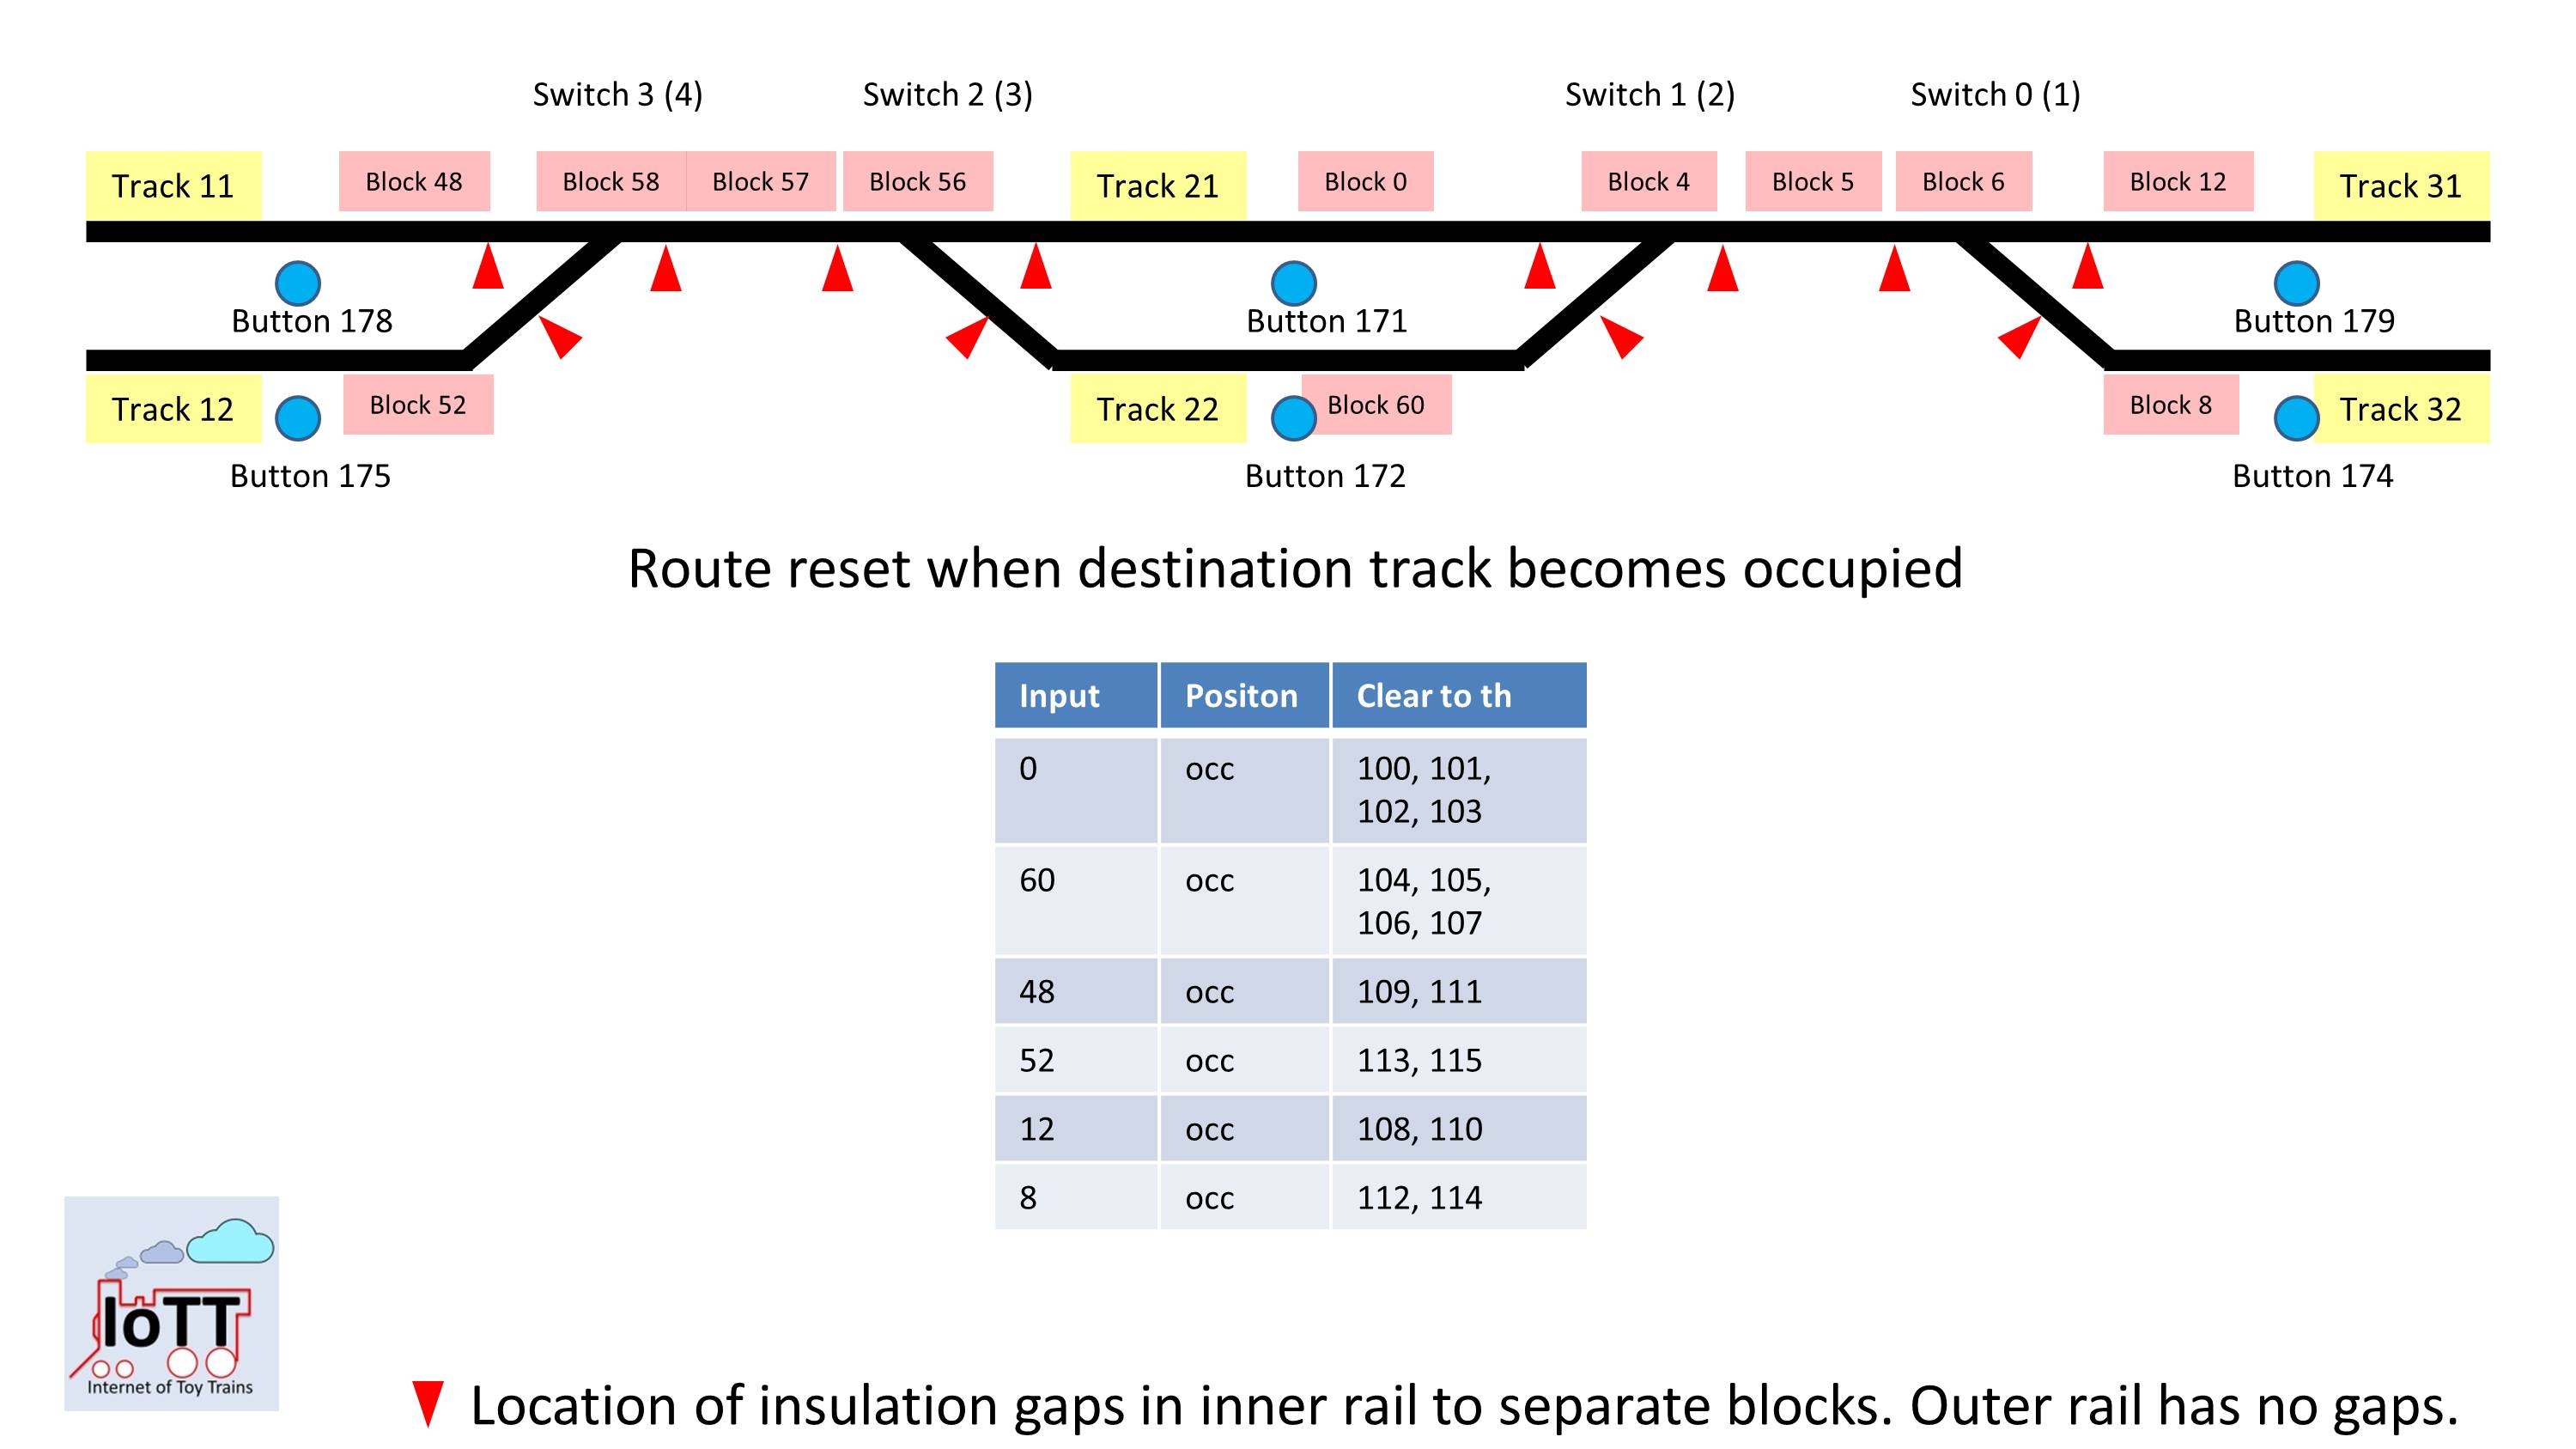 Switch 3 (4)
Switch 2 (3)
Switch 1 (2)
Switch 0 (1)
Track 11
Block 48
Block 58
Block 57
Block 56
Track 21
Block 0
Block 4
Block 5
Block 6
Block 12
Track 31
Button 178
Button 171
Button 179
Track 12
Block 52
Track 22
Block 60
Block 8
Track 32
Button 175
Button 172
Button 174
Route reset when destination track becomes occupied
Input Positon Clear to th
0 occ 100, 101,
102, 103
60 occ 104, 105,
106, 107
48 occ 109, 111
52 occ 113, 115
12 occ 108, 110
8 occ 112, 114
IoTT
Internet of Toy Trains
Location of insulation gaps in inner rail to separate blocks. Outer rail has no gaps.